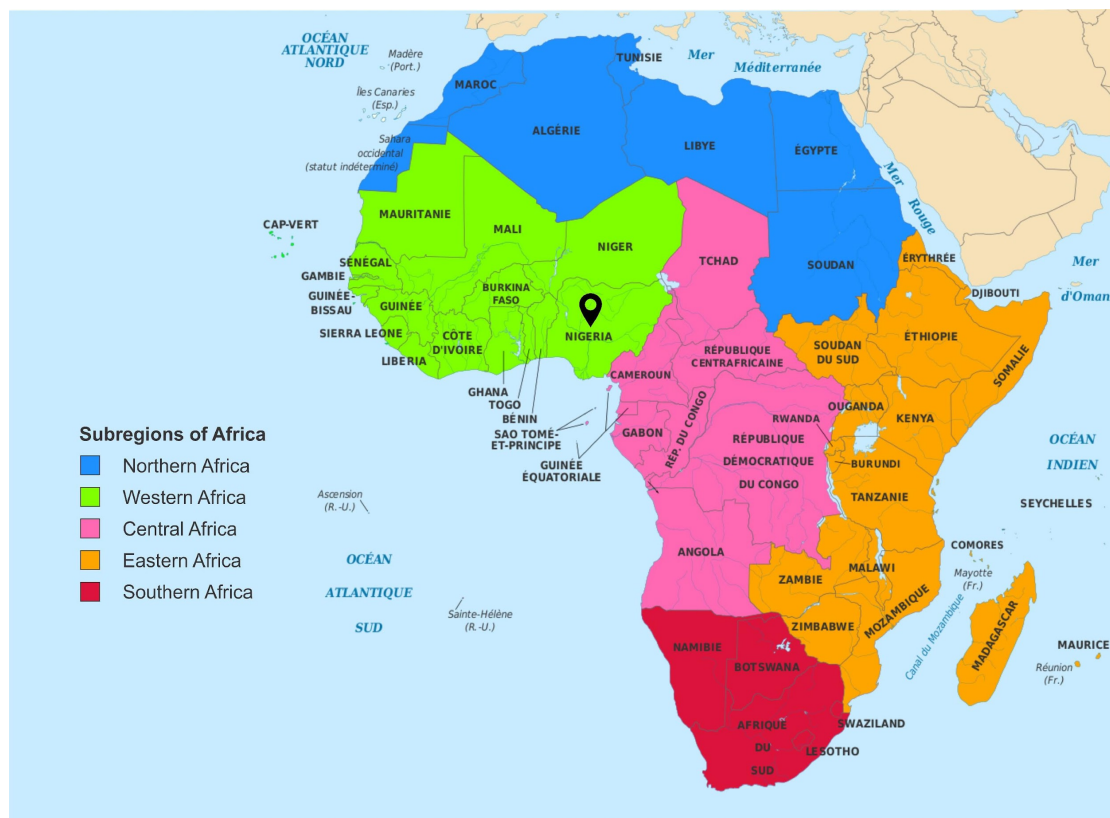 OCÉAN
ATLANTIQUE
NORD
Madère
(Port.)
TUNISIE
Mer
Méditerranée
MAROC
Îles Canaries
(Esp.)
ALGÉRIE
LIBYE
ÉGYPTE
Sahara
occidental
(statut indéterminé)
Mer
Rouge
CAP-VERT
MAURITANIE
MALI
NIGER
TCHAD
SOUDAN
ÉRYTHRÉE
Mer
d'Oman
SÉNÉGAL
GAMBIE
GUINÉE-
BISSAU
GUINÉE
BURKINA
FASO
DJIBOUTI
SIERRA LEONE
CÔTE
D'IVOIRE
NIGERIA
LIBERIA
SOUDAN
DU SUD
ÉTHIOPIE
SOMALIE
RÉPUBLIQUE
CENTRAFRICAINE
CAMEROUN
GHANA
TOGO
BÉNIN
SAO TOMÉ-
ET-PRINCIPE
GUINÉE
ÉQUATORIALE
GABON
RÉP. DU CONGO
RÉPUBLIQUE
DÉMOCRATIQUE
DU CONGO
RWANDA
OUGANDA
KENYA
BURUNDI
TANZANIE
OCÉAN
INDIEN
SEYCHELLES
Subregions of Africa
Northern Africa
Western Africa
Central Africa
Eastern Africa
Southern Africa
Ascension
(R.-U.)
OCÉAN
ATLANTIQUE
SUD
Sainte-Hélène
(R.-U.)
ANGOLA
ZAMBIE
MALAWI
COMORES
Mayotte
(Fr.)
MOZAMBIQUE
Canal du Mozambique
ZIMBABWE
MADAGASCAR
MAURICE
Réunion
(Fr.)
NAMIBIE
BOTSWANA
SWAZILAND
AFRIQUE
DU
SUD
LESOTHO